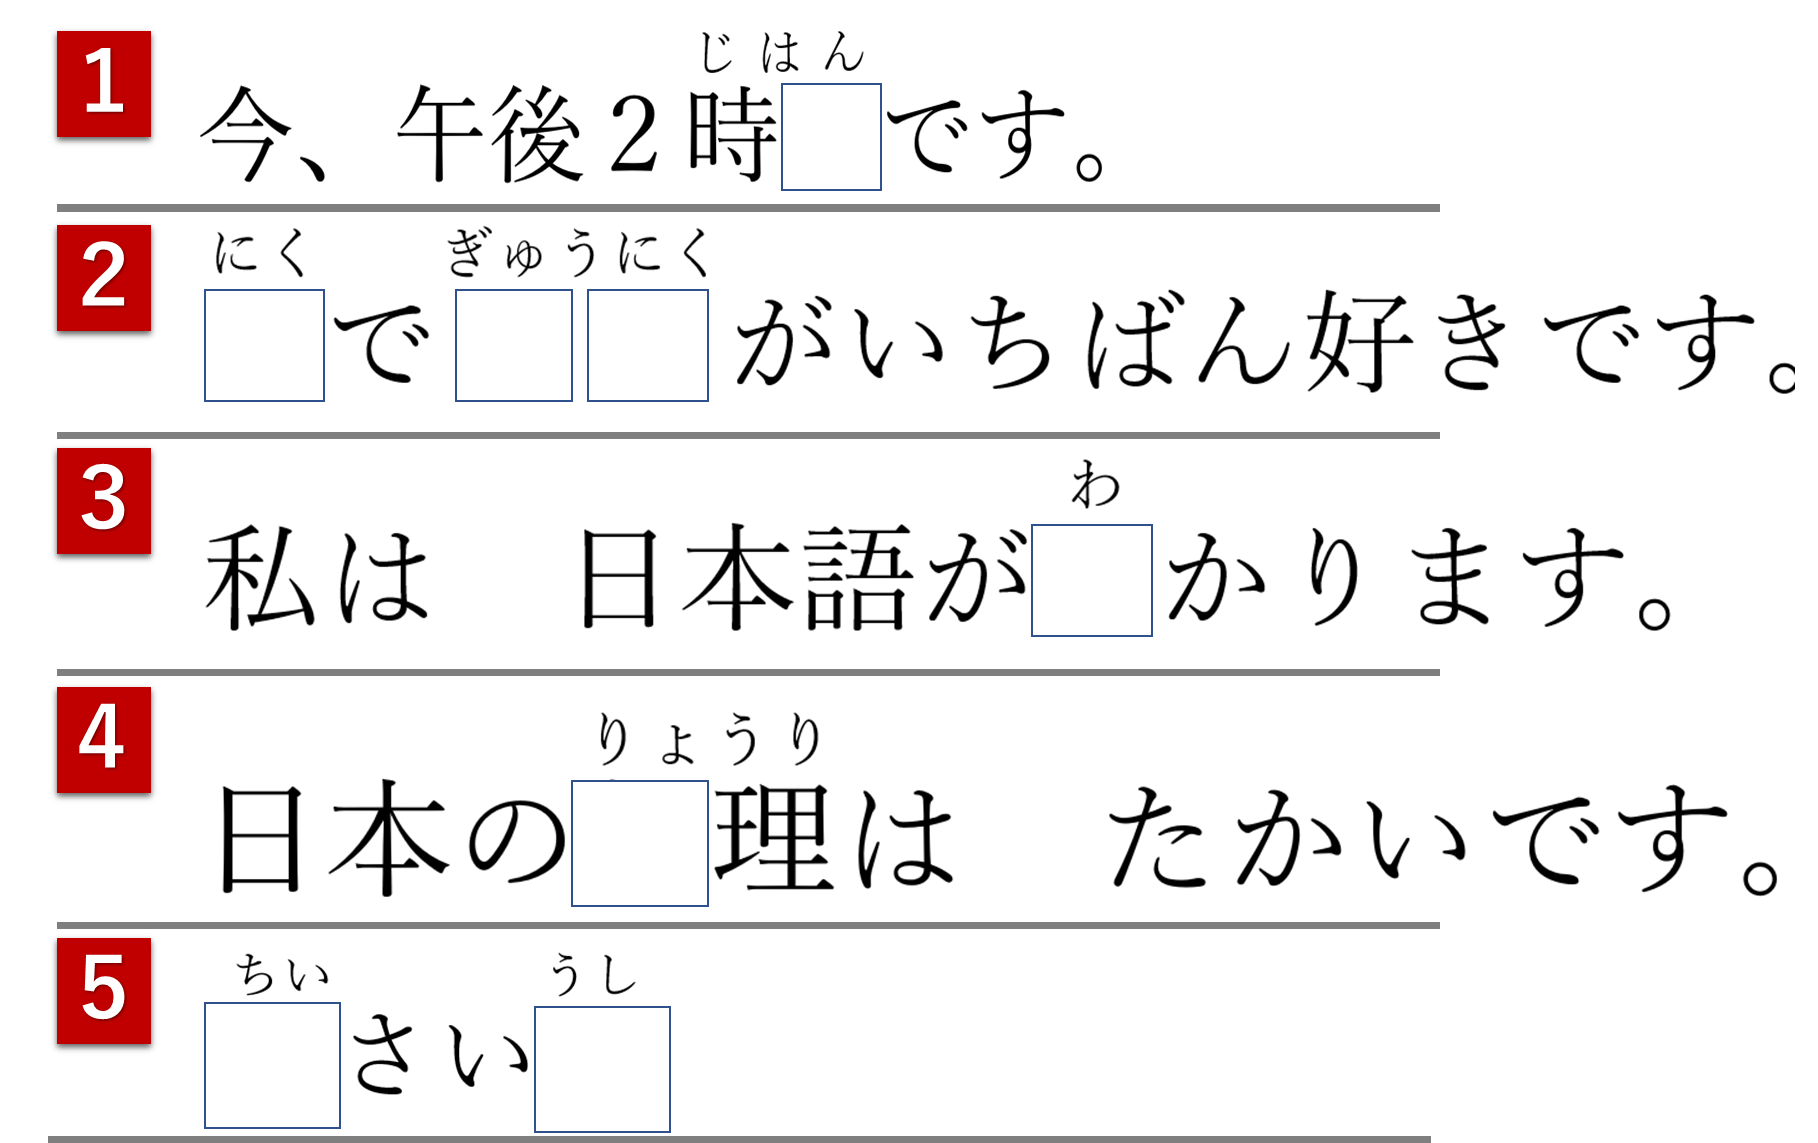 1
じはん
今、午後２時□です。
2
にく ぎゅうにく
□で□□がいちばん好きです。
3
わ
私は　日本語が□かります。
4
りょうり
日本の□理は　たかいです。
5
ちい うし
□さい□